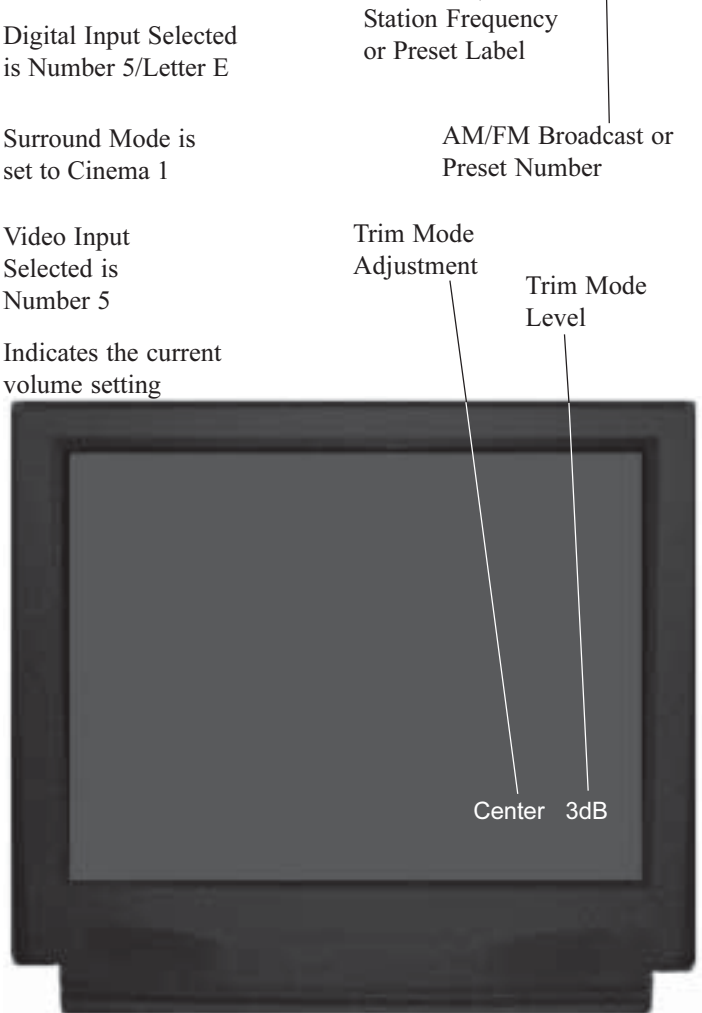 Station Frequency
or Preset Label
Digital Input Selected
is Number 5/Letter E
AM/FM Broadcast or
Preset Number
Surround Mode is
set to Cinema 1
Video Input
Selected is
Number 5
Trim Mode
Adjustment
Trim Mode
Level
Indicates the current
volume setting
Center 3dB